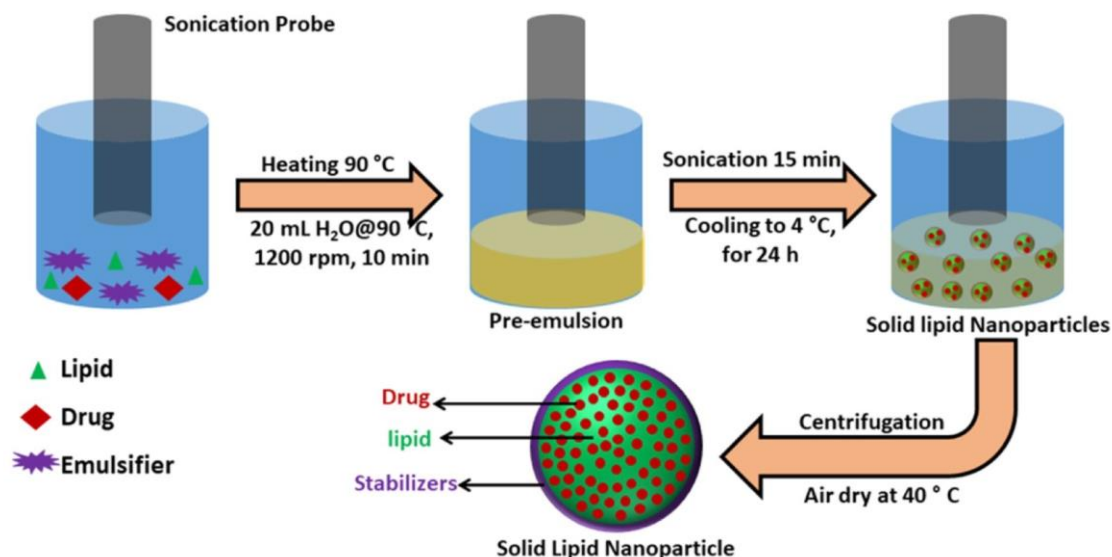 Sonication Probe
Heating 90 °C
20 mL H₂O@90 °C,
1200 rpm, 10 min
Pre-emulsion
Sonication 15 min
Cooling to 4 °C,
for 24 h
Solid lipid Nanoparticles
Lipid
Drug
Emulsifier
Drug
lipid
Stabilizers
Solid Lipid Nanoparticle
Centrifugation
Air dry at 40 ° C